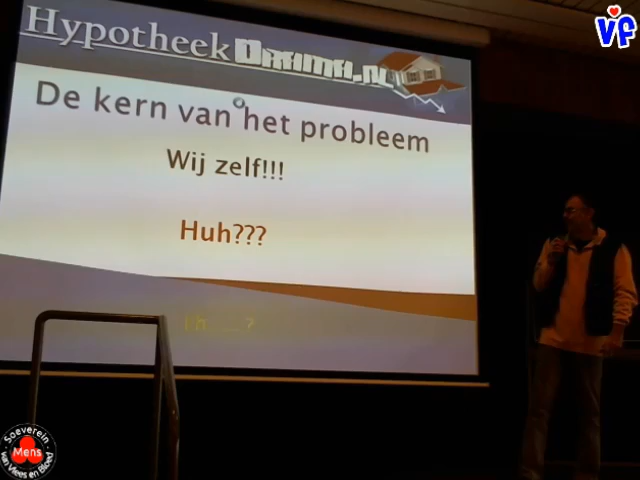 HypotheekDrama.nl
VF
De kern van het probleem
Wij zelf!!!
Huh???
Soeverein
Mens
van Vlees en Bloed